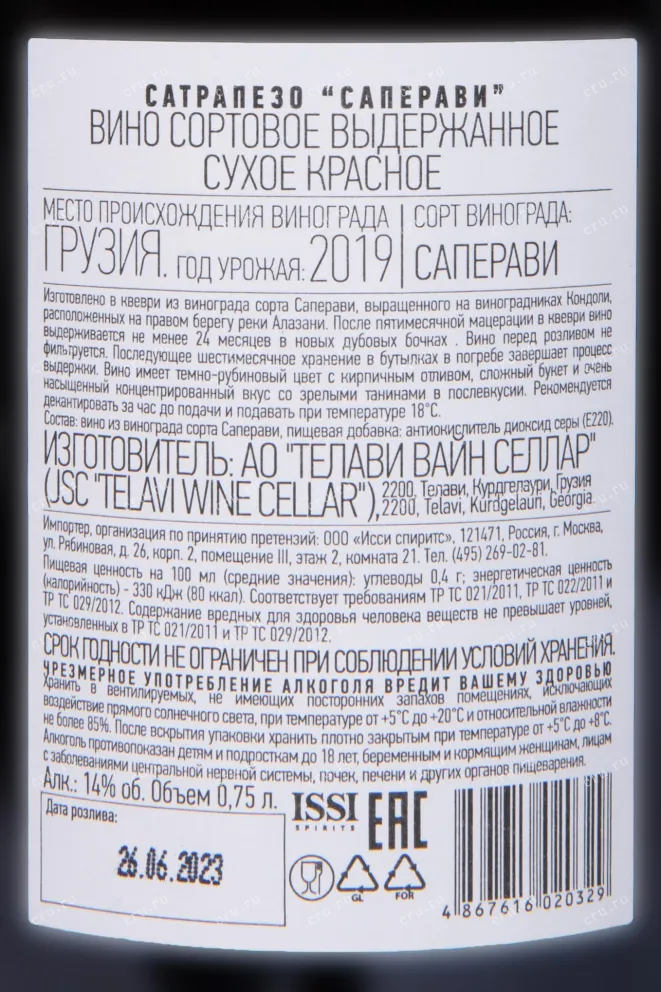 САТРАПЕЗО "САПЕРАВИ"
ВИНО СОРТОВОЕ ВЫДЕРЖАННОЕ
СУХОЕ КРАСНОЕ
МЕСТО ПРОИСХОЖДЕНИЯ ВИНОГРАДА
ГРУЗИЯ. ГОД УРОЖАЯ: 2019
СОРТ ВИНОГРАДА:
САПЕРАВИ
Изготовлено в квеври из винограда сорта Саперави, выращенного на виноградниках Кондоли,
расположенных на правом берегу реки Алазани. После пятимесячной мацерации в квеври вино
выдерживается не менее 24 месяцев в новых дубовых бочках . Вино перед розливом не
фильтруется. Последующее шестимесячное хранение в бутылках в погребе завершает процесс
выдержки. Вино имеет темно-рубиновый цвет с кирпичным отливом, сложный букет и очень
насыщенный концентрированный вкус со зрелыми танинами в послевкусии. Рекомендуется
декантировать за час до подачи и подавать при температуре 18°С.
Состав: вино из винограда сорта Саперави, пищевая добавка: антиокислитель диоксид серы (Е220).
ИЗГОТОВИТЕЛЬ: АО "ТЕЛАВИ ВАЙН СЕЛЛАР"
(JSC "TELAVI WINE CELLAR"), 2200, Телави, Курдгелаури, Грузия
2200, Telavi, Kurdgelauri, Georgia.
Импортер, организация по принятию претензий: ООО «Исси спиритс», 121471, Россия, г. Москва,
ул. Рябиновая, д. 26, корп. 2, помещение III, этаж 2, комната 21. Тел. (495) 269-02-81.
Пищевая ценность на 100 мл (средние значения): углеводы 0,4 г; энергетическая ценность
(калорийность) - 330 кДж (80 ккал). Соответствует требованиям ТР ТС 021/2011, ТР ТС 022/2011 и
ТР ТС 029/2012. Содержание вредных для здоровья человека веществ не превышает уровней,
установленных в ТР ТС 021/2011 и ТР ТС 029/2012.
СРОК ГОДНОСТИ НЕ ОГРАНИЧЕН ПРИ СОБЛЮДЕНИИ УСЛОВИЙ ХРАНЕНИЯ.
ЧРЕЗМЕРНОЕ УПОТРЕБЛЕНИЕ АЛКОГОЛЯ ВРЕДИТ ВАШЕМУ ЗДОРОВЬЮ
Хранить в вентилируемых, не имеющих посторонних запахов помещениях, исключающих
воздействие прямого солнечного света, при температуре от +5°С до +20°С и относительной влажности
не более 85%. После вскрытия упаковки хранить плотно закрытым при температуре от +5°С до +8°С.
Алкоголь противопоказан детям и подросткам до 18 лет, беременным и кормящим женщинам, лицам
с заболеваниями центральной нервной системы, почек, печени и других органов пищеварения.
Алк.: 14% об. Объем 0,75 л.
Дата розлива:
26.06.2023
ISSI
SPIRITS
EAC
GL
FOR
4 867616 020329
cru.ru